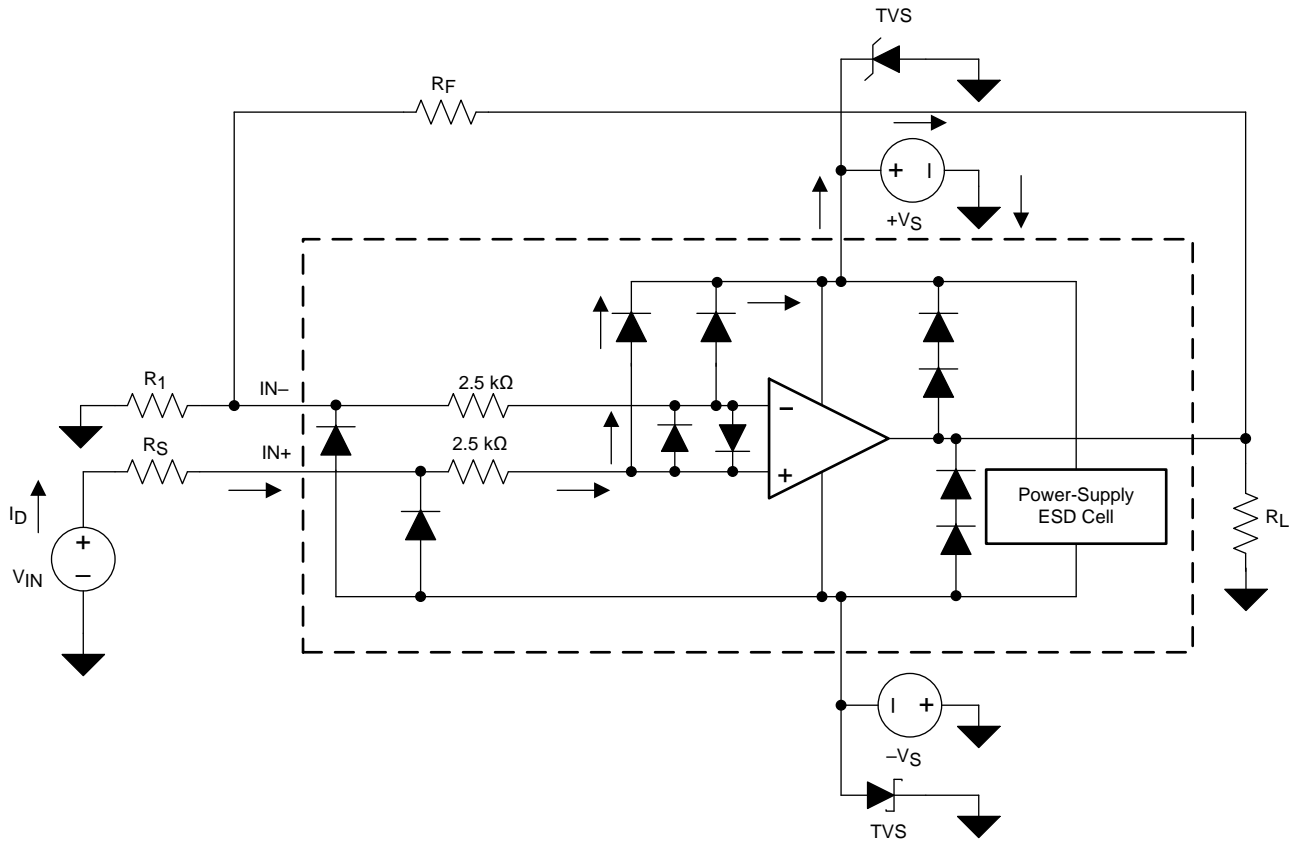 TVS
RF
+ –
+VS
R1
IN–
2.5 kΩ
RS
IN+
2.5 kΩ
–
+
ID
+
–
VIN
Power-Supply
ESD Cell
RL
– +
–VS
TVS